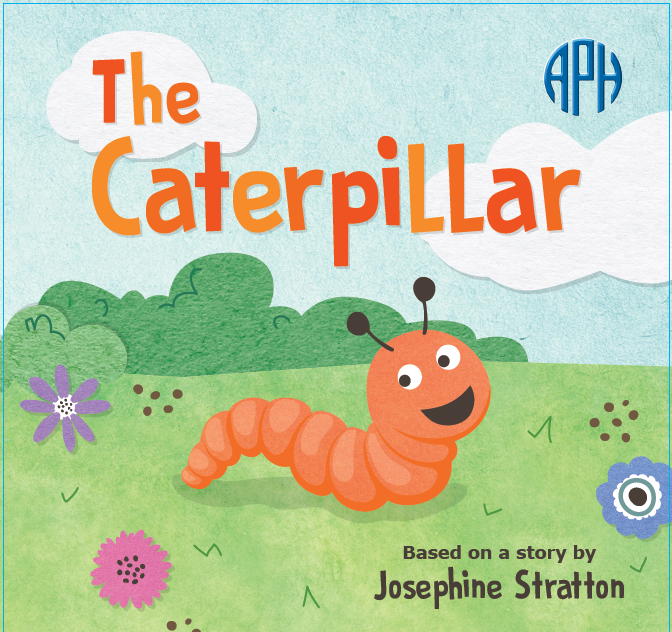 The
APH
Caterpillar
Based on a story by
Josephine Stratton